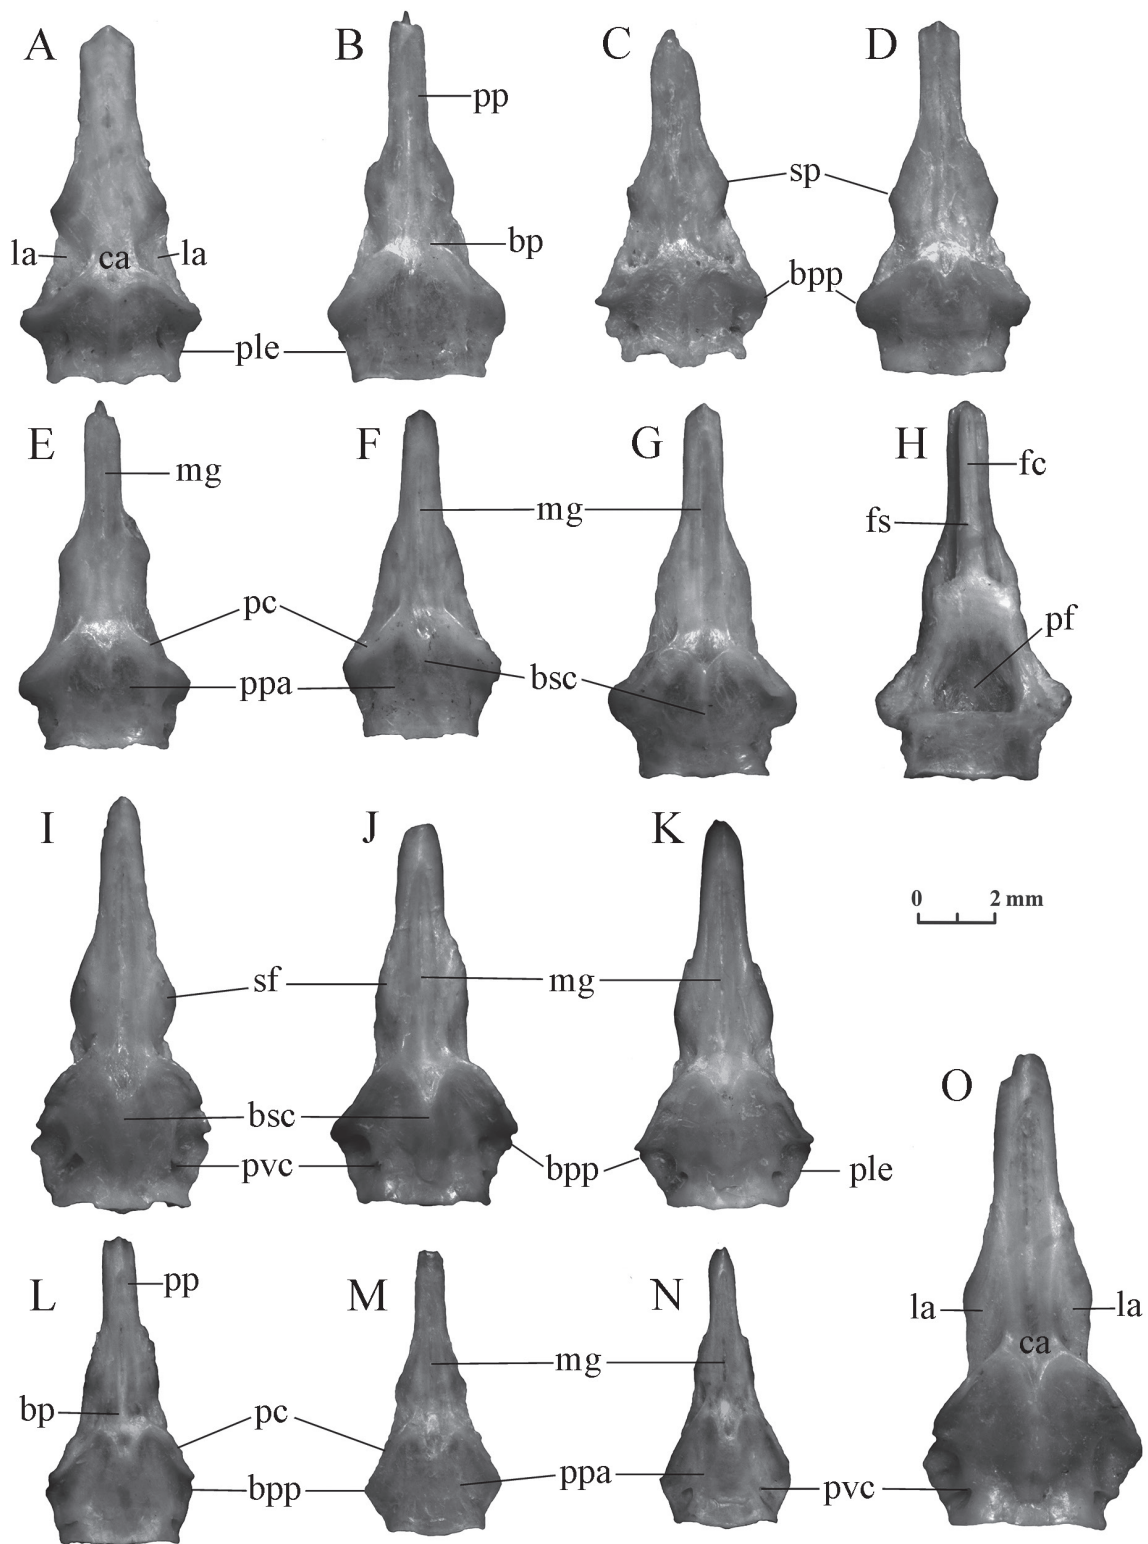 A B C D
pp
sp
la ca la bp
bpp
ple
E F G H
mg mg fc
fs
pc pf
ppa bsc
I J K
0 2 mm
sf mg
O
bsc
pvc bpp ple
L pp M N
la la
mg
ca
bp pc
ppa
bpp pvc